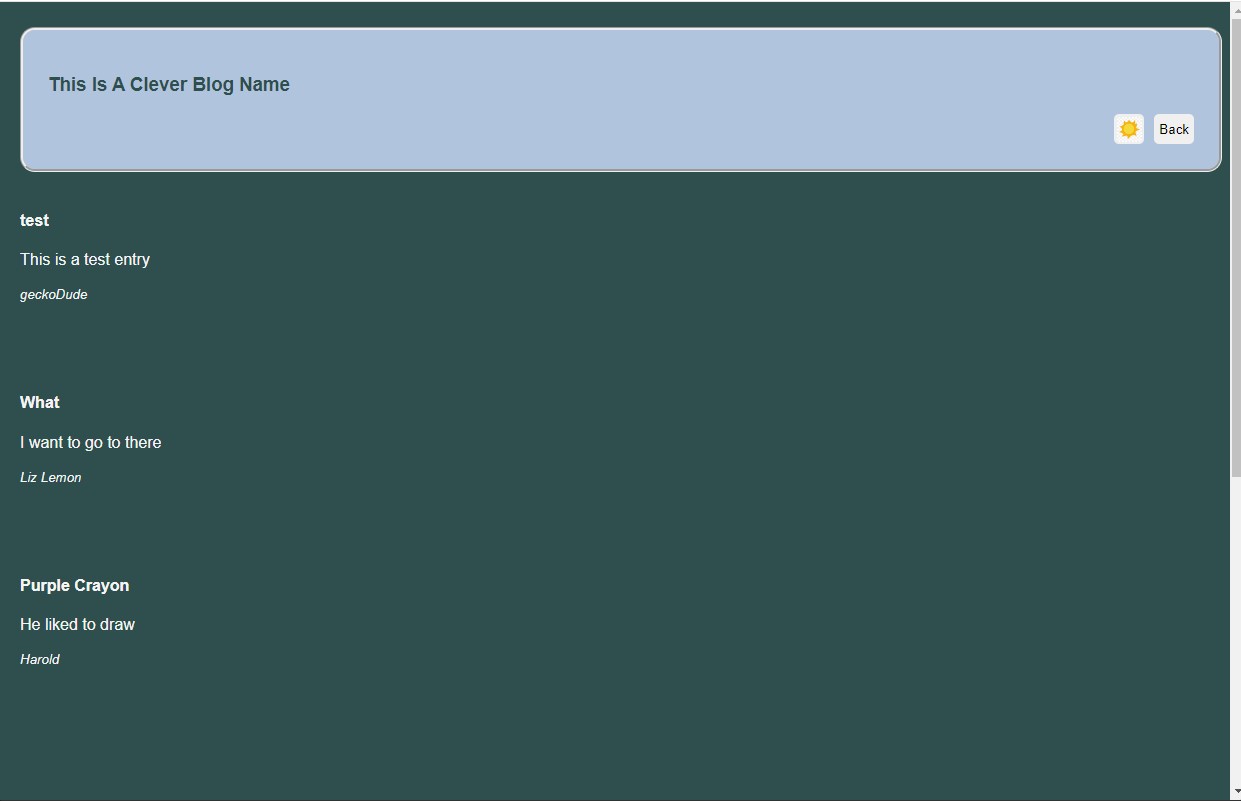 This Is A Clever Blog Name
Back
test
This is a test entry
geckoDude
What
I want to go to there
Liz Lemon
Purple Crayon
He liked to draw
Harold